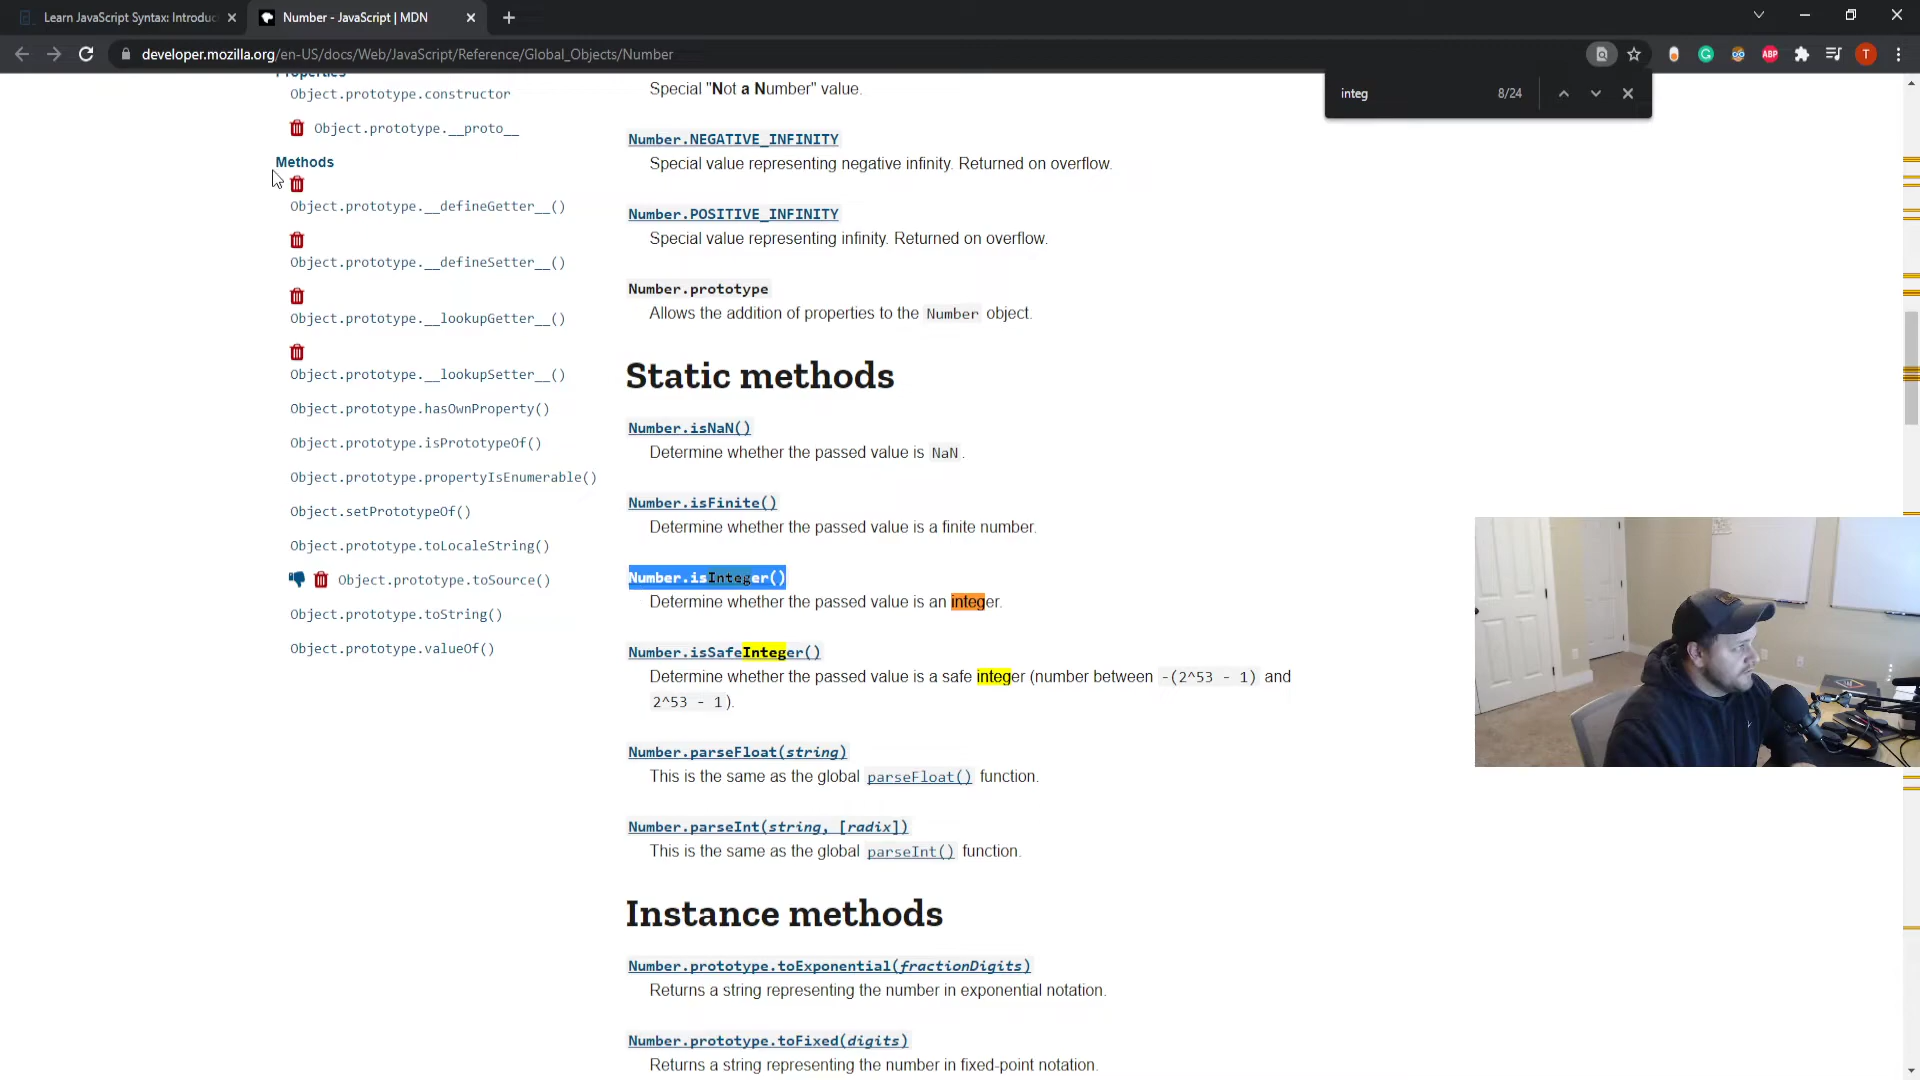 Learn JavaScript Syntax: Introduc
Number - JavaScript | MDN
developer.mozilla.org/en-US/docs/Web/JavaScript/Reference/Global_Objects/Number
ABP
T
integ
8/24
Properties
Object.prototype.constructor
Object.prototype.__proto__
Methods
Object.prototype.__defineGetter__()
Object.prototype.__defineSetter__()
Object.prototype.__lookupGetter__()
Object.prototype.__lookupSetter__()
Object.prototype.hasOwnProperty()
Object.prototype.isPrototypeOf()
Object.prototype.propertyIsEnumerable()
Object.setPrototypeOf()
Object.prototype.toLocaleString()
Object.prototype.toSource()
Object.prototype.toString()
Object.prototype.valueOf()
Special "Not a Number" value.
Number.NEGATIVE_INFINITY
Special value representing negative infinity. Returned on overflow.
Number.POSITIVE_INFINITY
Special value representing infinity. Returned on overflow.
Number.prototype
Allows the addition of properties to the Number object.
Static methods
Number.isNaN()
Determine whether the passed value is NaN.
Number.isFinite()
Determine whether the passed value is a finite number.
Number.isInteger()
Determine whether the passed value is an integer.
Number.isSafeInteger()
Determine whether the passed value is a safe integer (number between -(2^53 - 1) and
2^53 - 1).
Number.parseFloat(string)
This is the same as the global parseFloat() function.
Number.parseInt(string, [radix])
This is the same as the global parseInt() function.
Instance methods
Number.prototype.toExponential(fractionDigits)
Returns a string representing the number in exponential notation.
Number.prototype.toFixed(digits)
Returns a string representing the number in fixed-point notation.